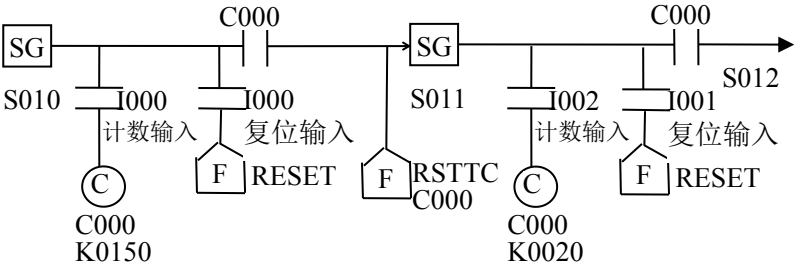 C000
C000
SG
SG
S010
I000
I000
S011
I002
I001
S012
计数输入
复位输入
计数输入
复位输入
C
F
RESET
F
RSTTC
C000
C
F
RESET
C000
K0150
C000
K0020